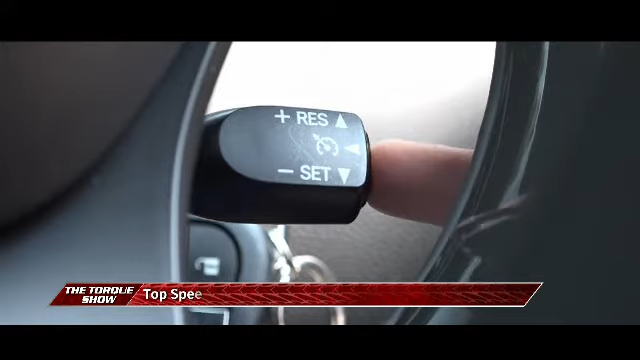 + RES ▲
◀
− SET ▼
THE TORQUE
SHOW
Top Spee